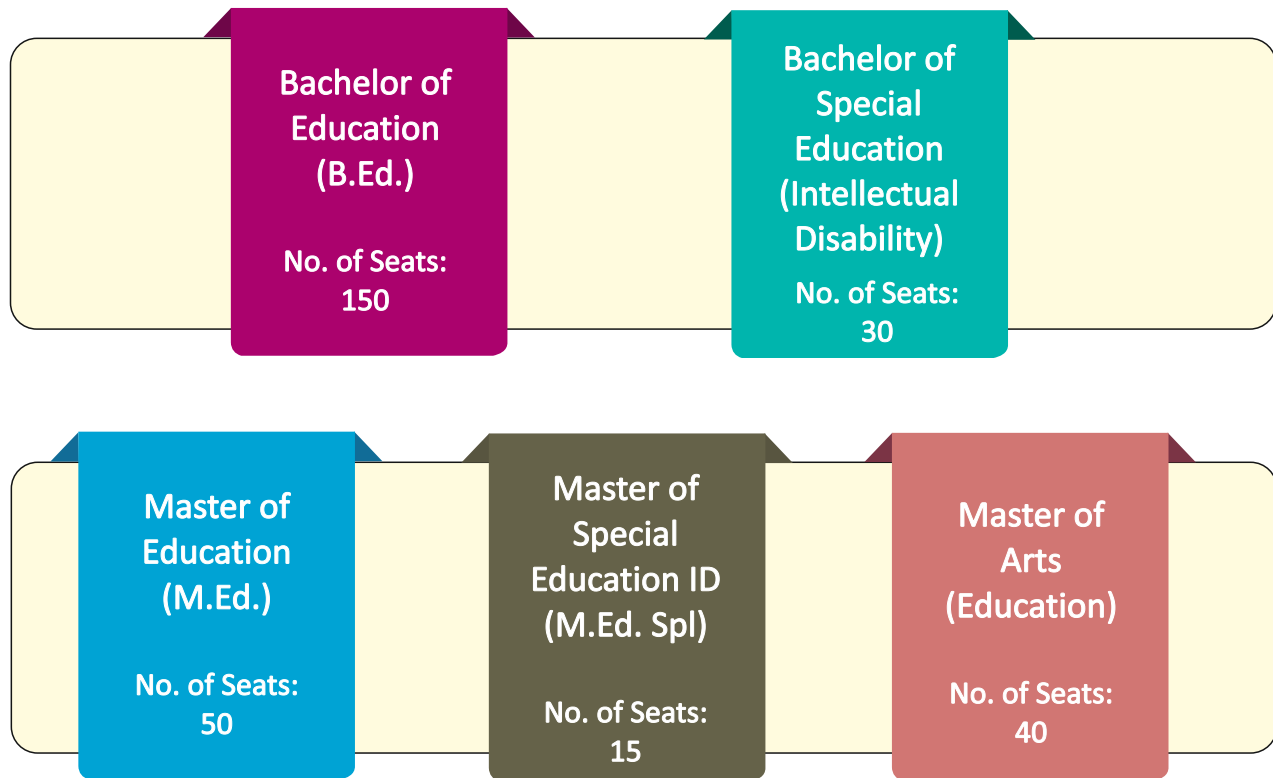 Bachelor of
Education
(B.Ed.)
No. of Seats:
150
Bachelor of
Special
Education
(Intellectual
Disability)
No. of Seats:
30
Master of
Education
(M.Ed.)
No. of Seats:
50
Master of
Special
Education ID
(M.Ed. Spl)
No. of Seats:
15
Master of
Arts
(Education)
No. of Seats:
40